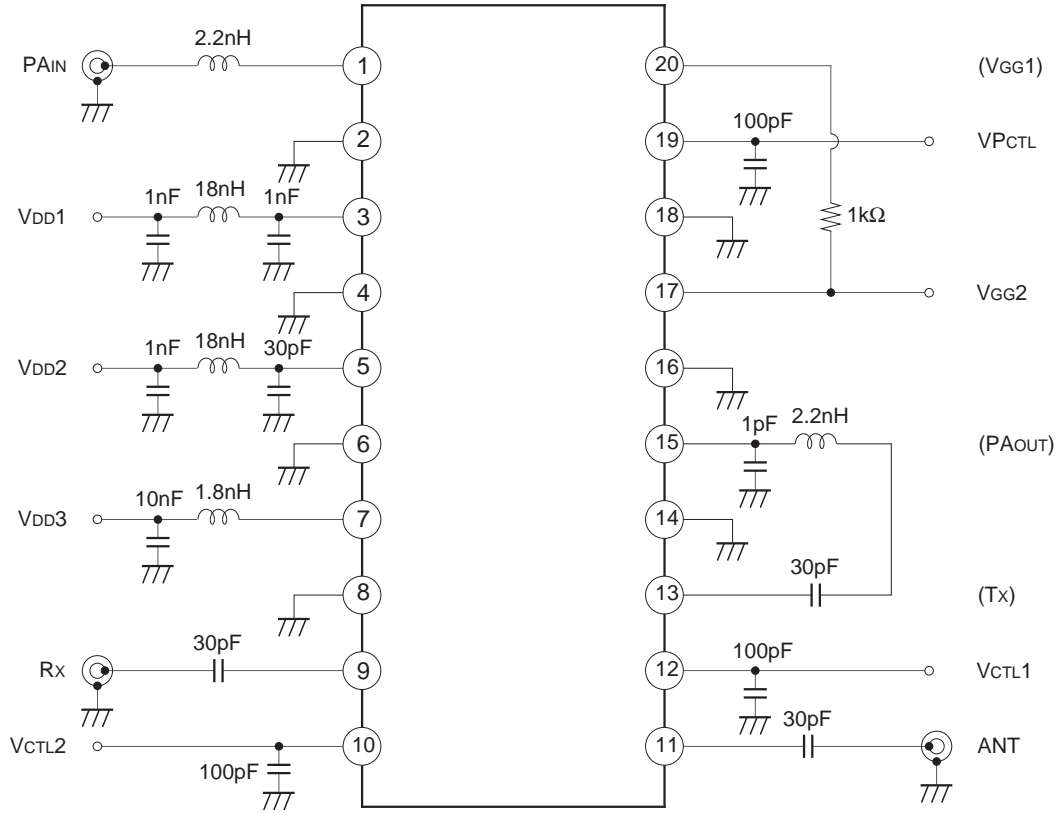 2.2nH
PAIN
1
2
1nF 18nH 1nF
VDD1
3
4
1nF 18nH 30pF
VDD2
5
6
10nF 1.8nH
VDD3
7
8
30pF
RX
9
VCTL2
10
100pF
20
(VGG1)
100pF
19
VPCTL
18
1kΩ
17
VGG2
16
1pF 2.2nH
15
(PAOUT)
14
30pF
13
(TX)
100pF
12
VCTL1
30pF
11
ANT